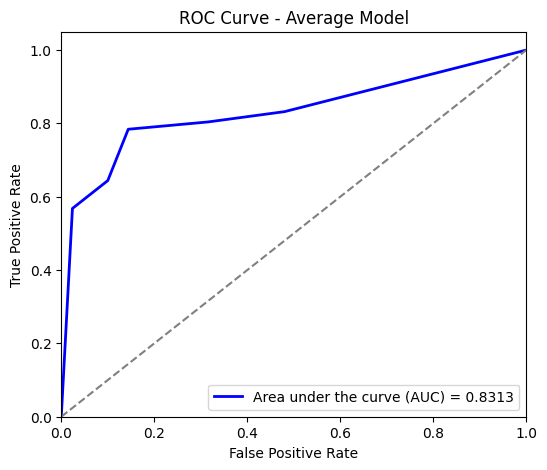 ROC Curve - Average Model
1.0
0.8
0.6
0.4
0.2
0.0
True Positive Rate
Area under the curve (AUC) = 0.8313
0.0 0.2 0.4 0.6 0.8 1.0
False Positive Rate